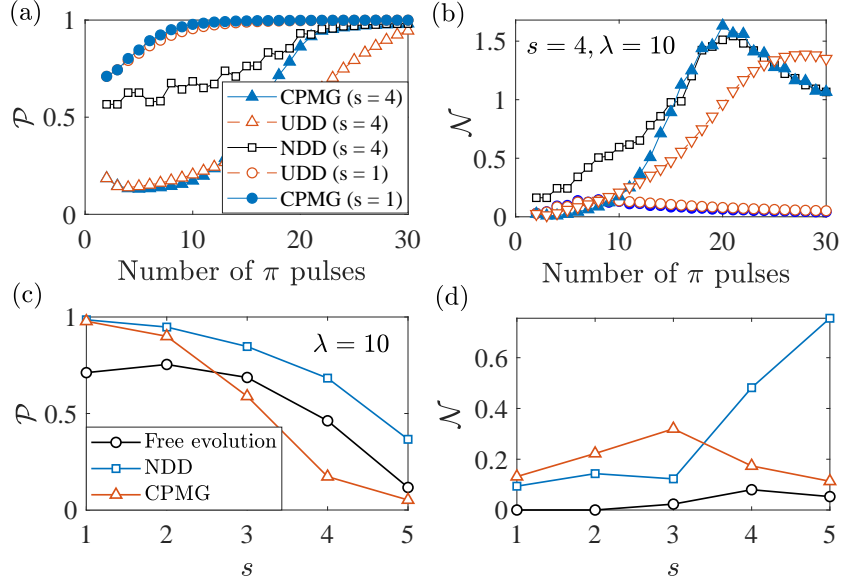 (a)
1
0.5
0
𝒫
CPMG (s = 4)
UDD (s = 4)
NDD (s = 4)
UDD (s = 1)
CPMG (s = 1)
0 10 20 30
Number of π pulses
(b)
s = 4, λ = 10
1.5
1
0.5
0
𝒩
0 10 20 30
Number of π pulses
(c)
1
0.5
0
𝒫
λ = 10
Free evolution
NDD
CPMG
1 2 3 4 5
s
(d)
0.6
0.4
0.2
0
𝒩
1 2 3 4 5
s